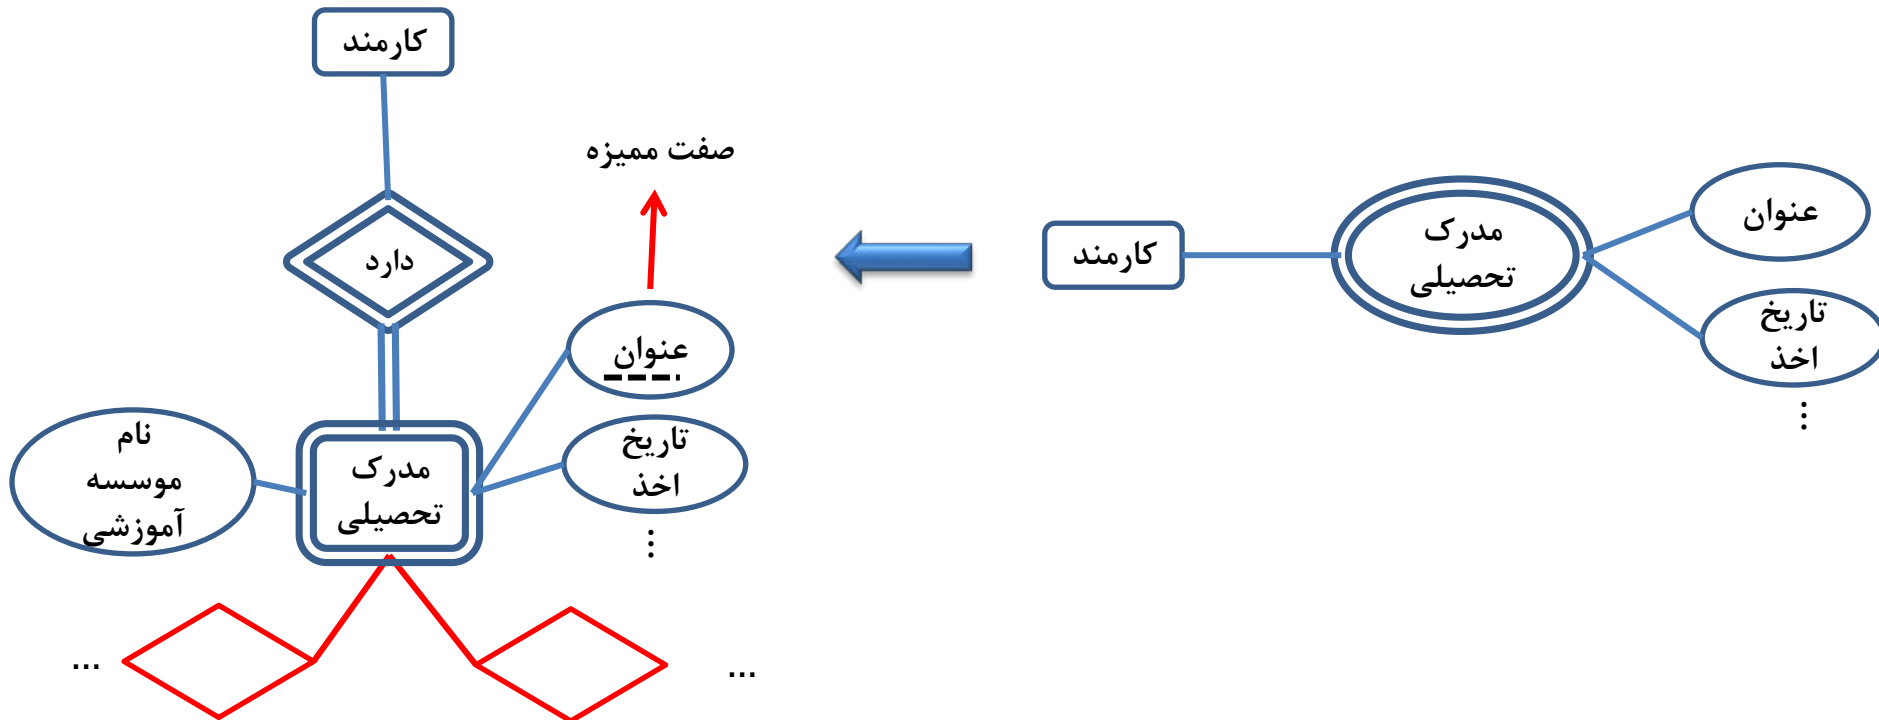 کارمند
دارد
صفت ممیزه
عنوان
تاریخ
اخذ
...
مدرک
تحصیلی
نام
موسسه
آموزشی
...
...
کارمند
مدرک
تحصیلی
عنوان
تاریخ
اخذ
...